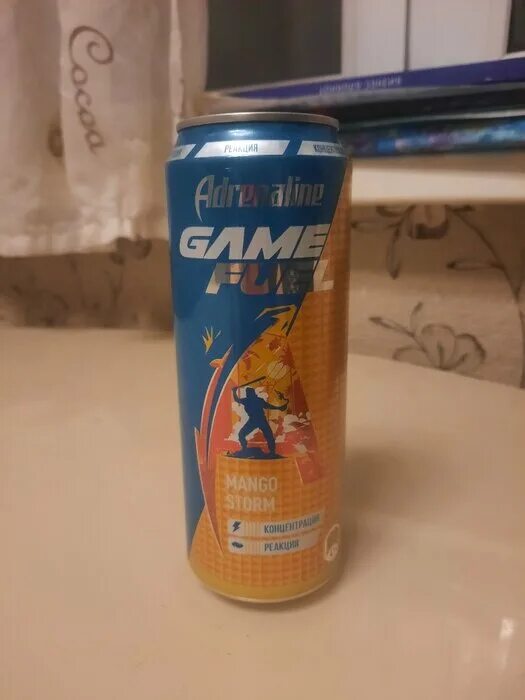 Cocoa
РЕАКЦИЯ
Adrenaline
GAME
FUEL
MANGO
STORM
КОНЦЕНТРАЦИЯ
РЕАКЦИЯ